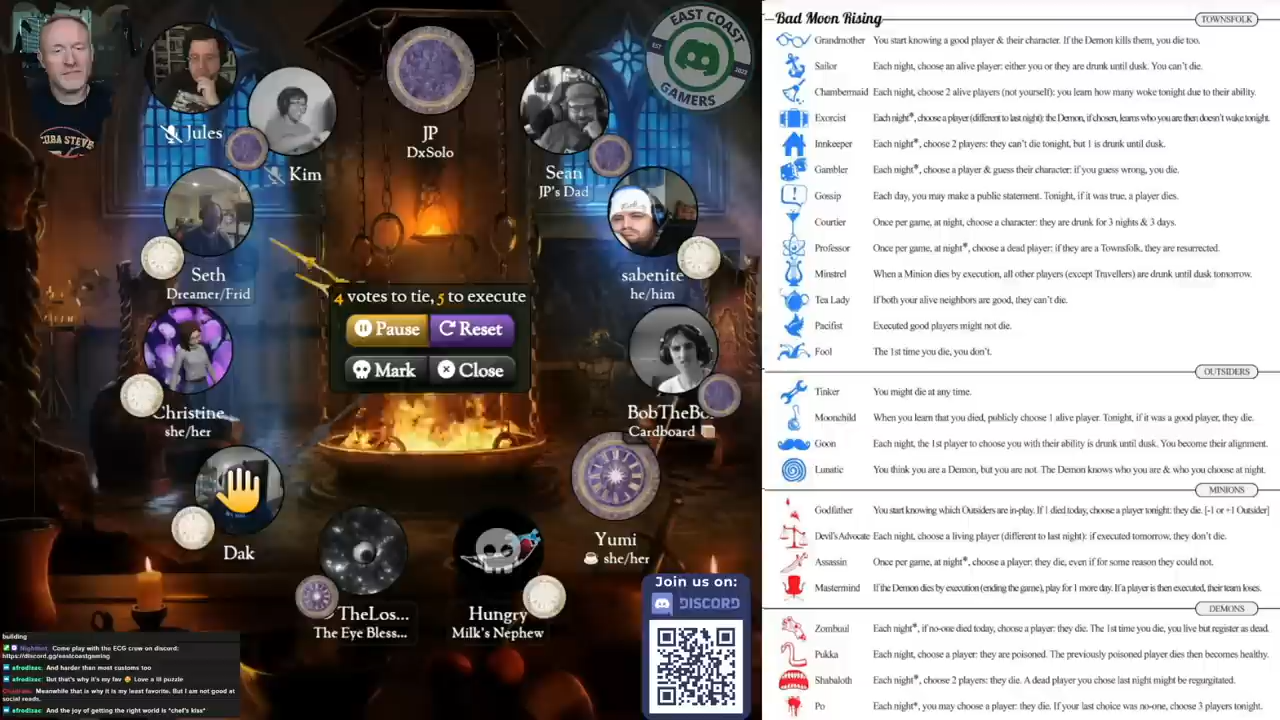 EAST COAST
EST
2022
GAMERS
TUBA STEVE
Jules
Kim
JP
DxSolo
Sean
JP's Dad
Seth
Dreamer/Frid
sabenite
he/him
4 votes to tie, 5 to execute
Pause
Reset
Mark
Close
Christine
she/her
BobTheBo
Cardboard
Dak
Yumi
she/her
TheLos...
The Eye Bless...
Hungry
Milk's Nephew
Join us on:
DISCORD
building
Nightbot: Come play with the ECG crew on discord:
https://discord.gg/eastcoastgaming
afrodizac: And harder than most customs too
afrodizac: But that's why it's my fav Love a lil puzzle
Meanwhile that is why it is my least favorite. But I am not good at
social reads.
afrodizac: And the joy of getting the right world is *chef's kiss*
Bad Moon Rising
TOWNSFOLK
Grandmother You start knowing a good player & their character. If the Demon kills them, you die too.
Sailor Each night, choose an alive player: either you or they are drunk until dusk. You can't die.
Chambermaid Each night, choose 2 alive players (not yourself): you learn how many woke tonight due to their ability.
Exorcist Each night*, choose a player (different to last night): the Demon, if chosen, learns who you are then doesn't wake tonight.
Innkeeper Each night*, choose 2 players: they can't die tonight, but 1 is drunk until dusk.
Gambler Each night*, choose a player & guess their character: if you guess wrong, you die.
Gossip Each day, you may make a public statement. Tonight, if it was true, a player dies.
Courtier Once per game, at night, choose a character: they are drunk for 3 nights & 3 days.
Professor Once per game, at night*, choose a dead player: if they are a Townsfolk, they are resurrected.
Minstrel When a Minion dies by execution, all other players (except Travellers) are drunk until dusk tomorrow.
Tea Lady If both your alive neighbors are good, they can't die.
Pacifist Executed good players might not die.
Fool The 1st time you die, you don't.
OUTSIDERS
Tinker You might die at any time.
Moonchild When you learn that you died, publicly choose 1 alive player. Tonight, if it was a good player, they die.
Goon Each night, the 1st player to choose you with their ability is drunk until dusk. You become their alignment.
Lunatic You think you are a Demon, but you are not. The Demon knows who you are & who you choose at night.
MINIONS
Godfather You start knowing which Outsiders are in-play. If 1 died today, choose a player tonight: they die. [-1 or +1 Outsider]
Devil's Advocate Each night, choose a living player (different to last night): if executed tomorrow, they don't die.
Assassin Once per game, at night*, choose a player: they die, even if for some reason they could not.
Mastermind If the Demon dies by execution (ending the game), play for 1 more day. If a player is then executed, their team loses.
DEMONS
Zombuul Each night*, if no-one died today, choose a player: they die. The 1st time you die, you live but register as dead.
Pukka Each night, choose a player: they are poisoned. The previously poisoned player dies then becomes healthy.
Shabaloth Each night*, choose 2 players: they die. A dead player you chose last night might be regurgitated.
Po Each night*, you may choose a player: they die. If your last choice was no-one, choose 3 players tonight.